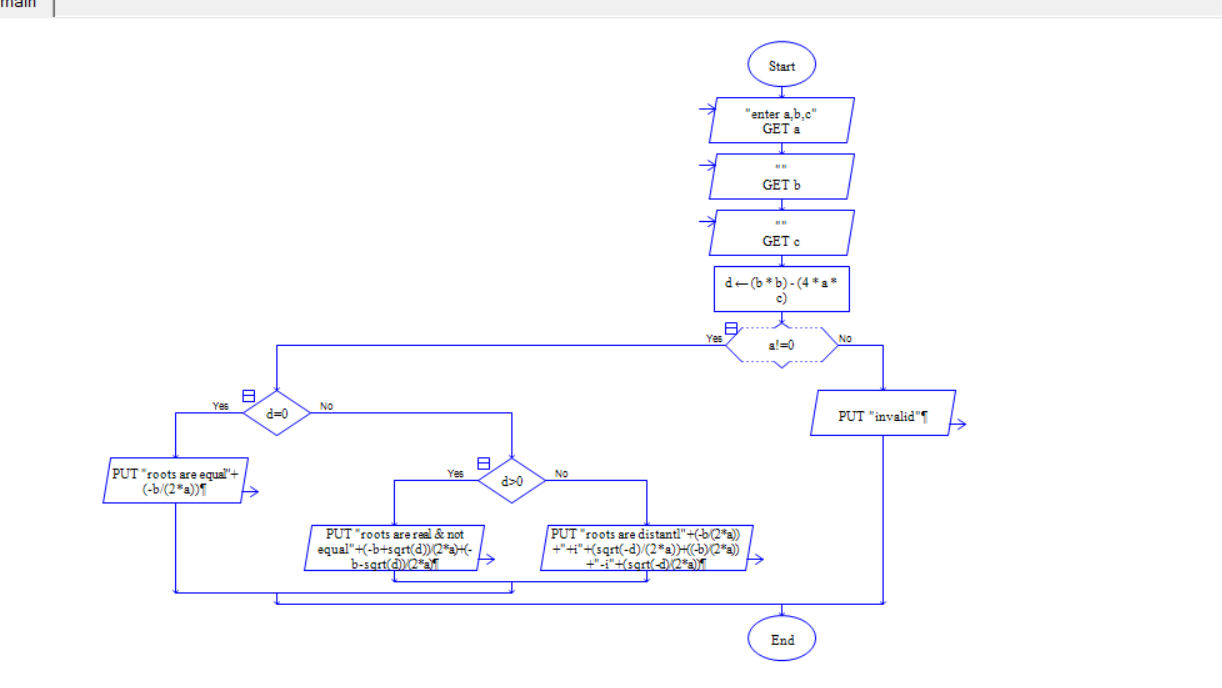 main
Start
"enter a,b,c"
GET a
""
GET b
""
GET c
d←(b * b) - (4 * a *
c)
Yes
a!=0
No
Yes
d=0
No
PUT "invalid"¶
PUT "roots are equal"+
(-b/(2*a))¶
Yes
d>0
No
PUT "roots are real & not
equal"+(-b+sqrt(d))/(2*a)+(-
b-sqrt(d))/(2*a)¶
PUT "roots are distantl"+(-b/(2*a))
+"+i"+(sqrt(-d)/(2*a))+((-b)/(2*a))
+"-i"+(sqrt(-d)/(2*a))¶
End